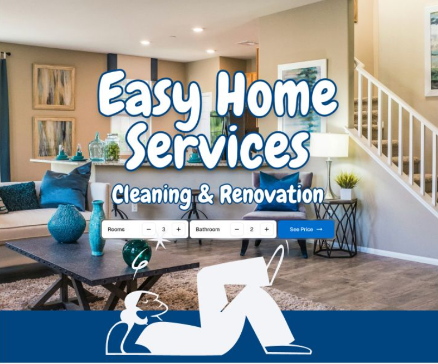 Easy Home
Services
Cleaning & Renovation
Rooms − 3 + Bathroom − 2 + See Price →